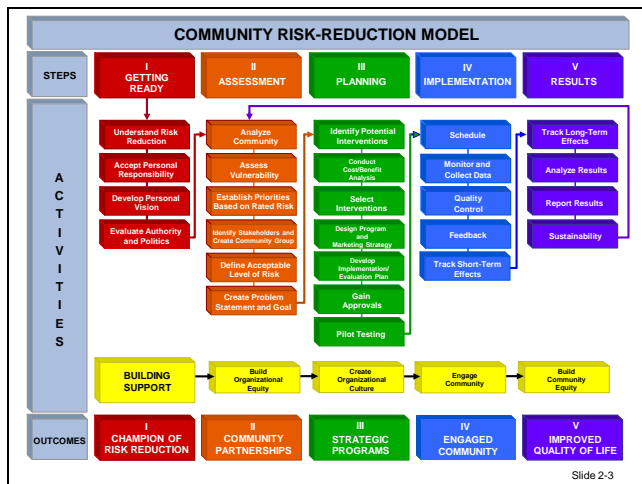 COMMUNITY RISK-REDUCTION MODEL
STEPS
I
GETTING
READY
II
ASSESSMENT
III
PLANNING
IV
IMPLEMENTATION
V
RESULTS
A
C
T
I
V
I
T
I
E
S
Understand Risk
Reduction
Accept Personal
Responsibility
Develop Personal
Vision
Evaluate Authority
and Politics
Analyze
Community
Assess
Vulnerability
Establish Priorities
Based on Rated Risk
Identify Stakeholders and
Create Community Group
Define Acceptable
Level of Risk
Create Problem
Statement and Goal
Identify Potential
Interventions
Conduct
Cost/Benefit
Analysis
Select
Interventions
Design Program
and
Marketing Strategy
Develop
Implementation/
Evaluation Plan
Gain
Approvals
Pilot Testing
Schedule
Monitor and
Collect Data
Quality
Control
Feedback
Track Short-Term
Effects
Track Long-Term
Effects
Analyze Results
Report Results
Sustainability
BUILDING
SUPPORT
Build
Organizational
Equity
Create
Organizational
Culture
Engage
Community
Build
Community
Equity
OUTCOMES
I
CHAMPION OF
RISK REDUCTION
II
COMMUNITY
PARTNERSHIPS
III
STRATEGIC
PROGRAMS
IV
ENGAGED
COMMUNITY
V
IMPROVED
QUALITY OF LIFE
Slide 2-3